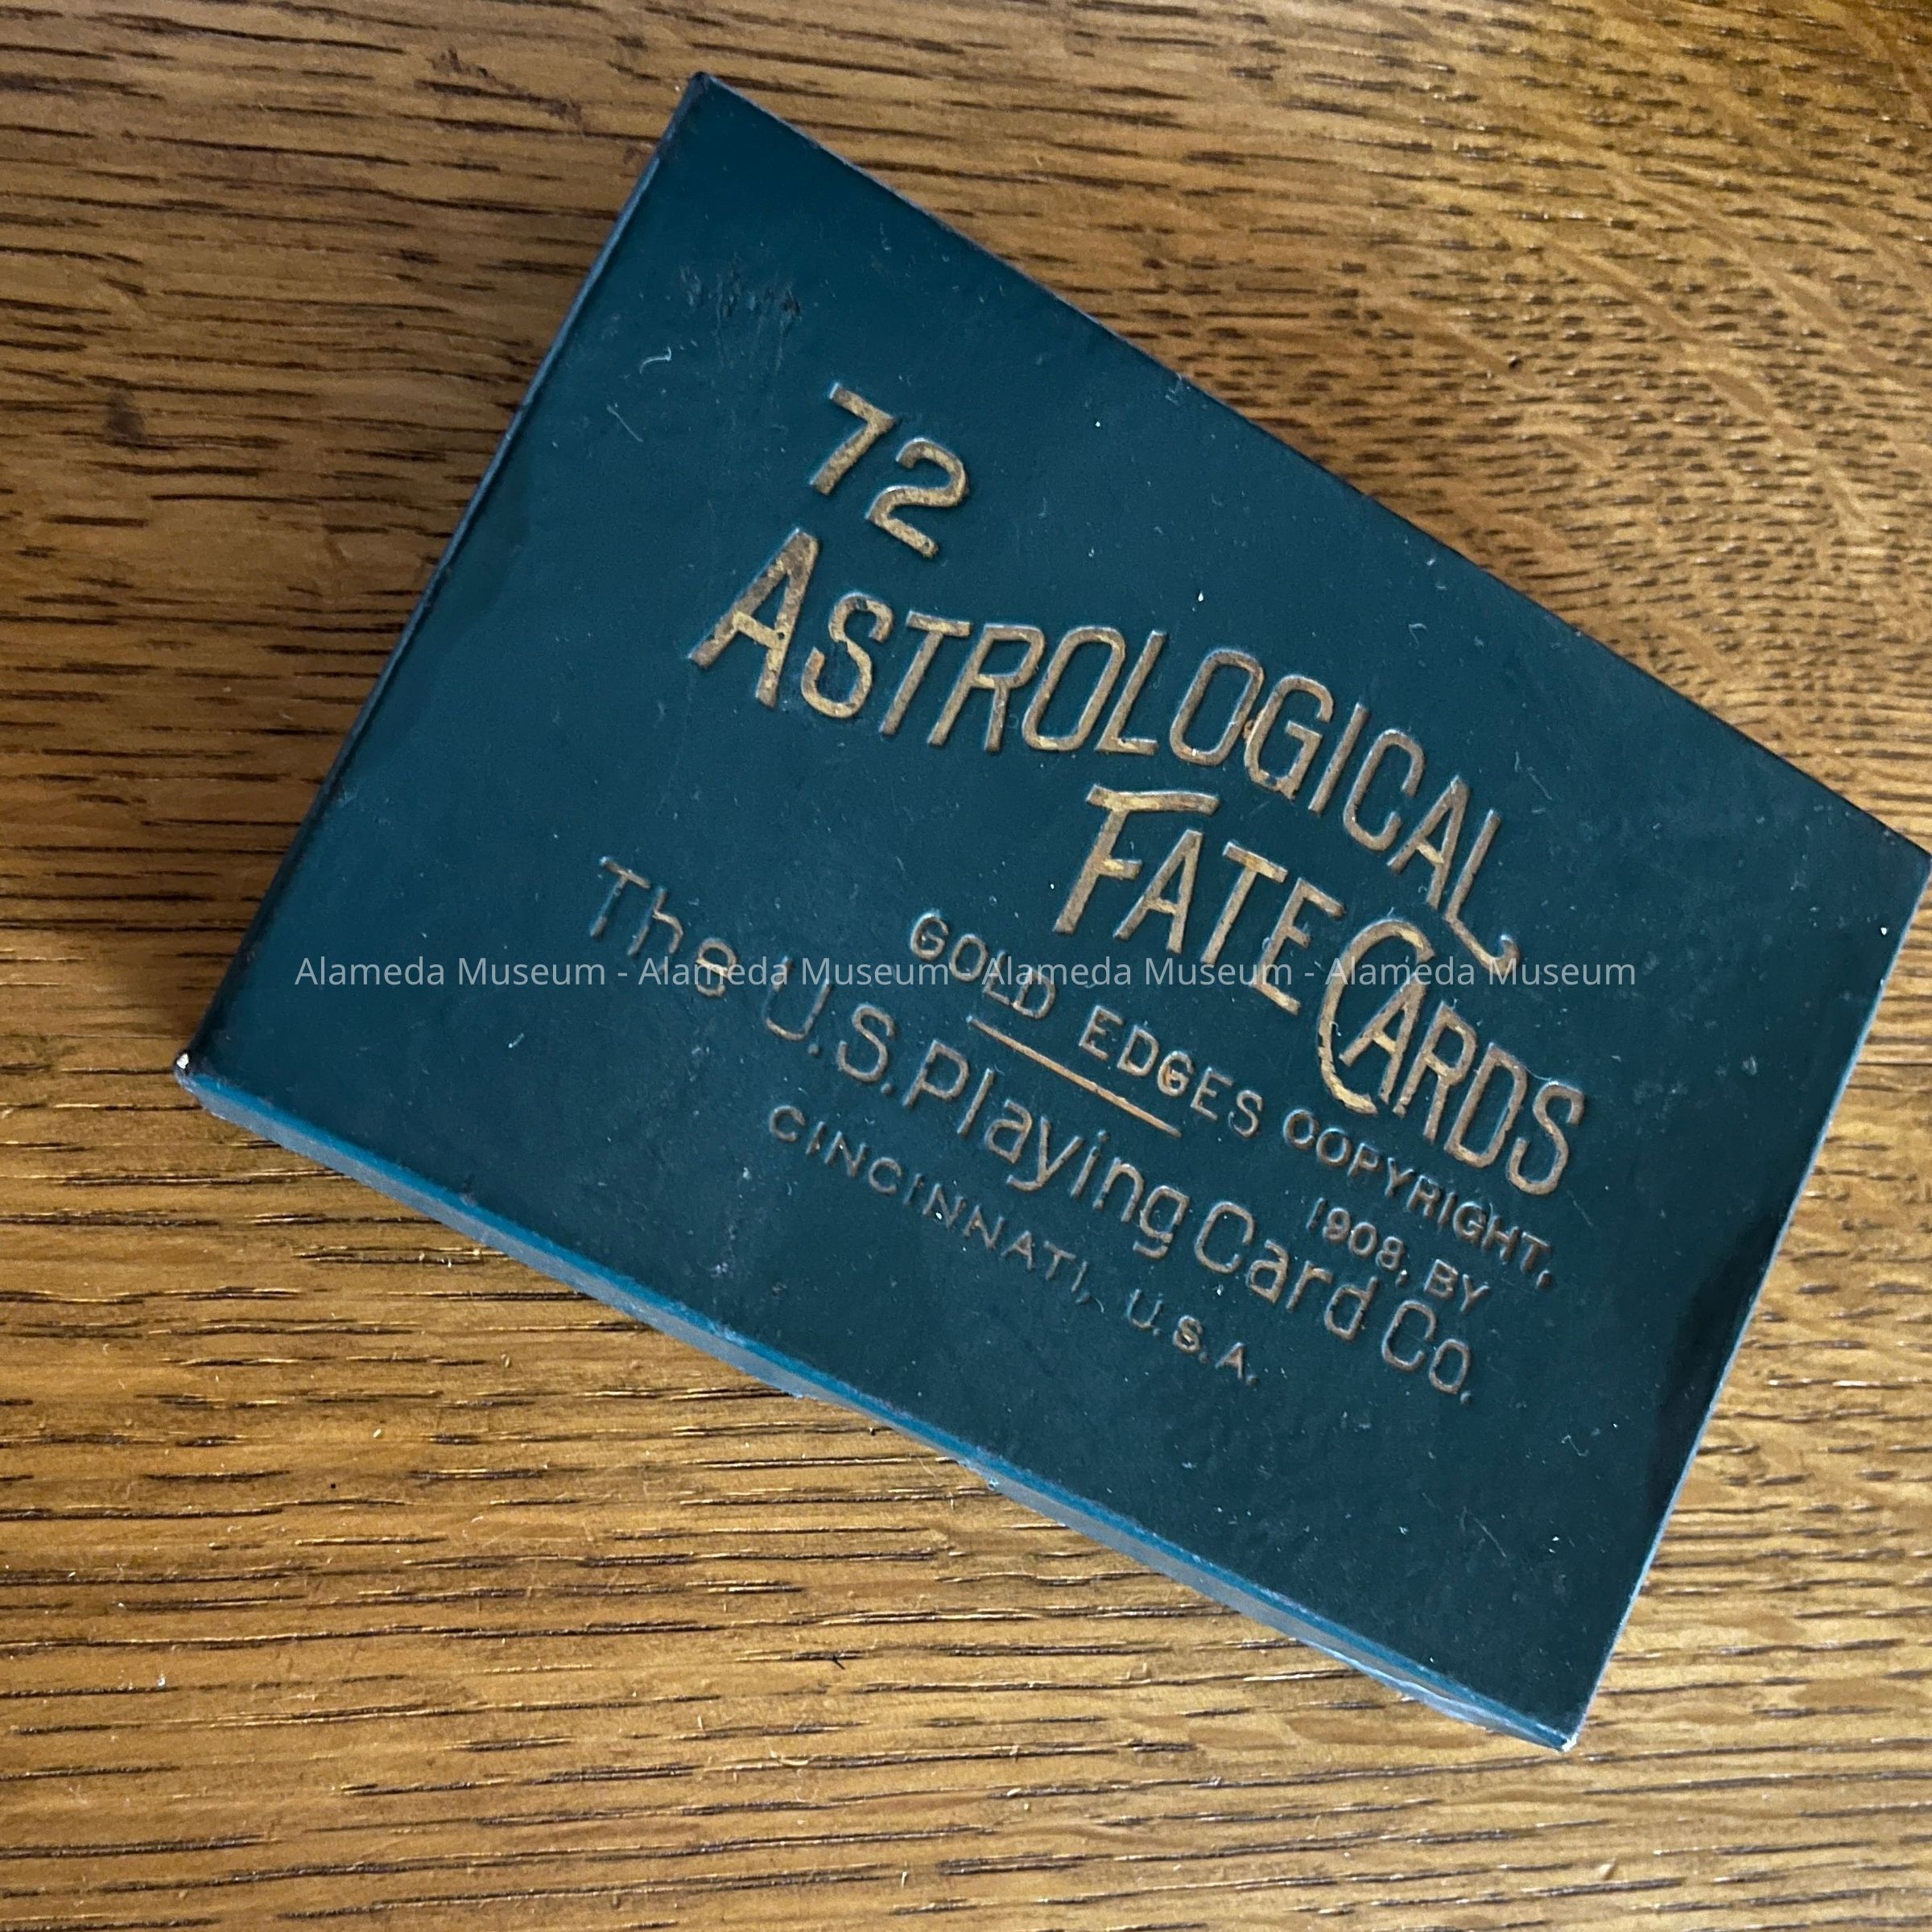 72
ASTROLOGICAL
FATE CARDS
GOLD EDGES COPYRIGHT,
1908, BY
The U.S. Playing Card Co.
CINCINNATI, U.S.A.
Alameda Museum - Alameda Museum - Alameda Museum - Alameda Museum